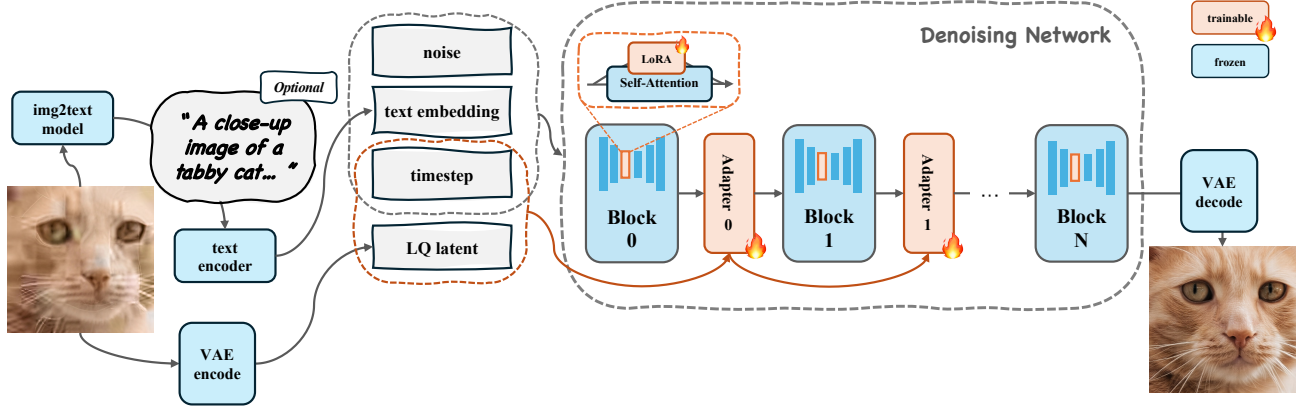 Denoising Network
trainable
frozen
noise
text embedding
timestep
LQ latent
Optional
img2text
model
“ A close-up
image of a
tabby cat... ”
text
encoder
VAE
encode
LoRA
Self-Attention
Block
0
Adapter 0
Block
1
Adapter 1
...
Block
N
VAE
decode